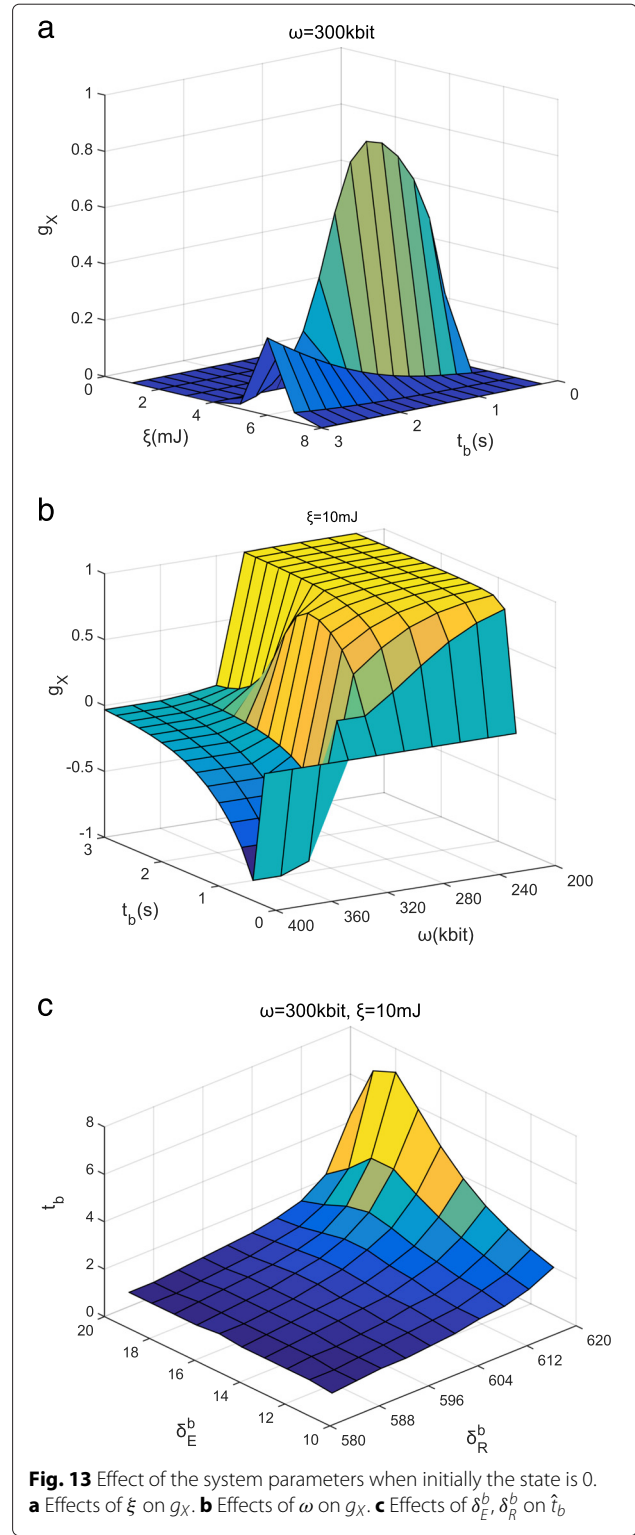 a
ω=300kbit
1
0.8
0.6
0.4
0.2
0
g_X
0
2
4
6
8
ξ(mJ)
3
2
1
0
t_b(s)
b
ξ=10mJ
1
0.5
0
-0.5
-1
g_X
3
2
1
0
t_b(s)
400
360
320
280
240
200
ω(kbit)
c
ω=300kbit, ξ=10mJ
8
6
4
2
0
t_b
20
18
16
14
12
10
δ_E^b
580
588
596
604
612
620
δ_R^b
Fig. 13 Effect of the system parameters when initially the state is 0.
a Effects of ξ on g_X. b Effects of ω on g_X. c Effects of δ_E^b, δ_R^b on t̂_b